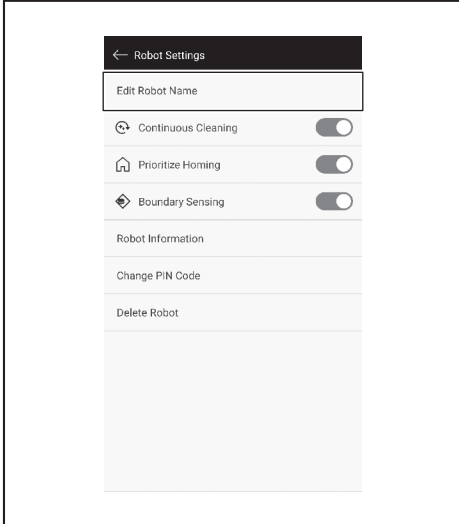 Robot Settings
Edit Robot Name
Continuous Cleaning
Prioritize Homing
Boundary Sensing
Robot Information
Change PIN Code
Delete Robot